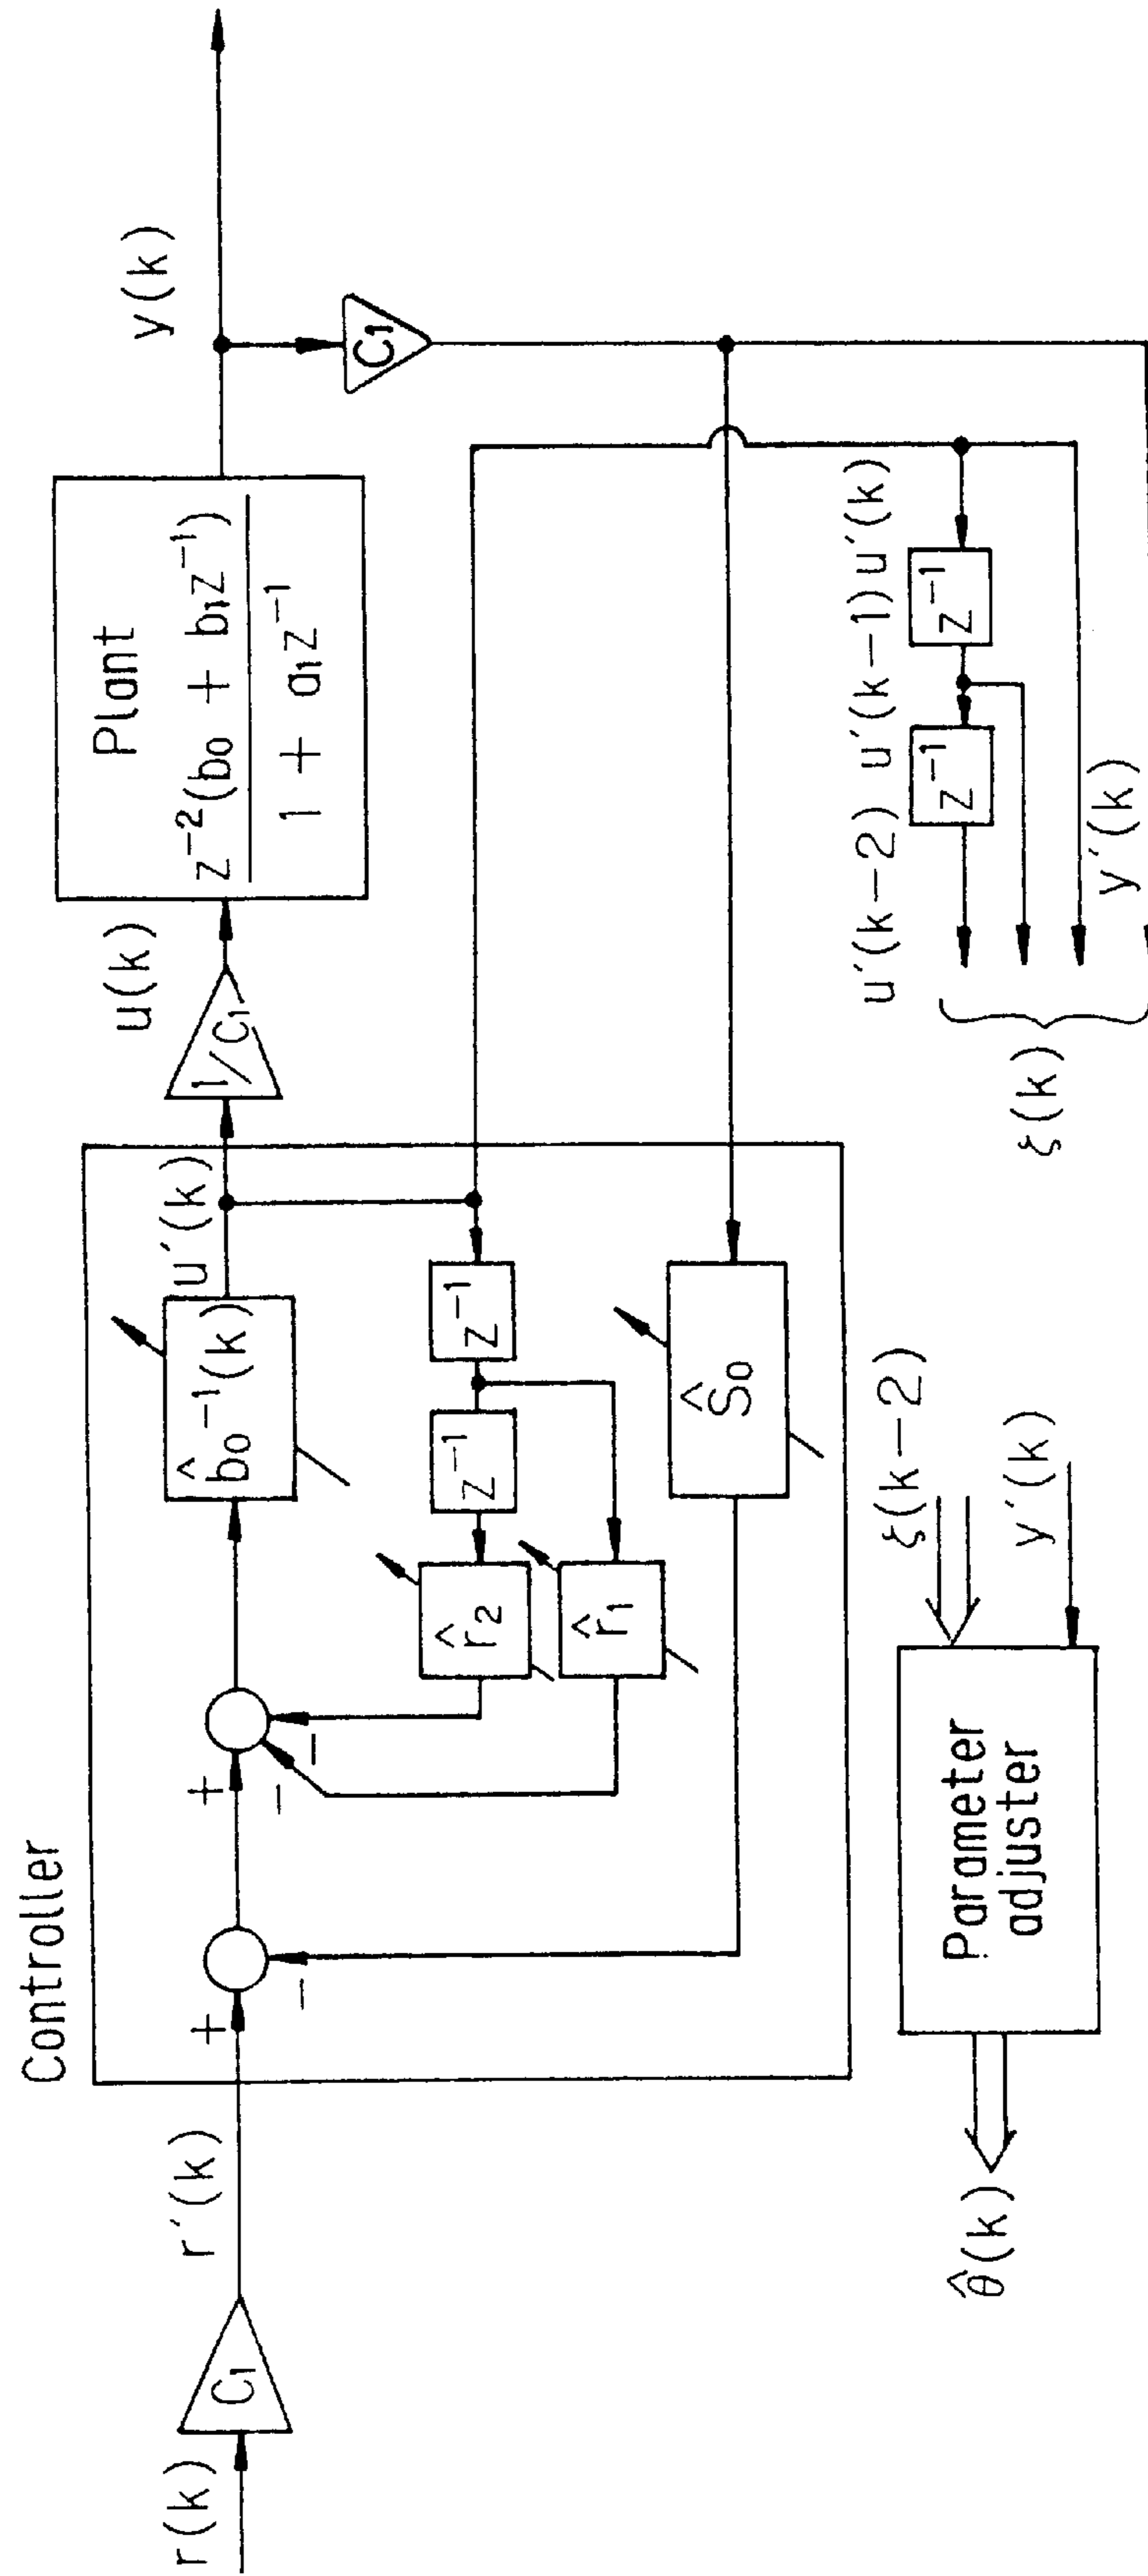 Controller
r(k)
C₁
r′(k)
+
−
+
−
−
b̂₀⁻¹(k)
u′(k)
1/C₁
u(k)
Plant
z⁻²(b₀ + b₁z⁻¹)
1 + a₁z⁻¹
y(k)
C₁
z⁻¹
z⁻¹
r̂₂
r̂₁
Ŝ₀
θ̂(k)
Parameter
adjuster
ξ(k−2)
y′(k)
ξ(k)
u′(k−2) u′(k−1) u′(k)
z⁻¹
z⁻¹
y′(k)